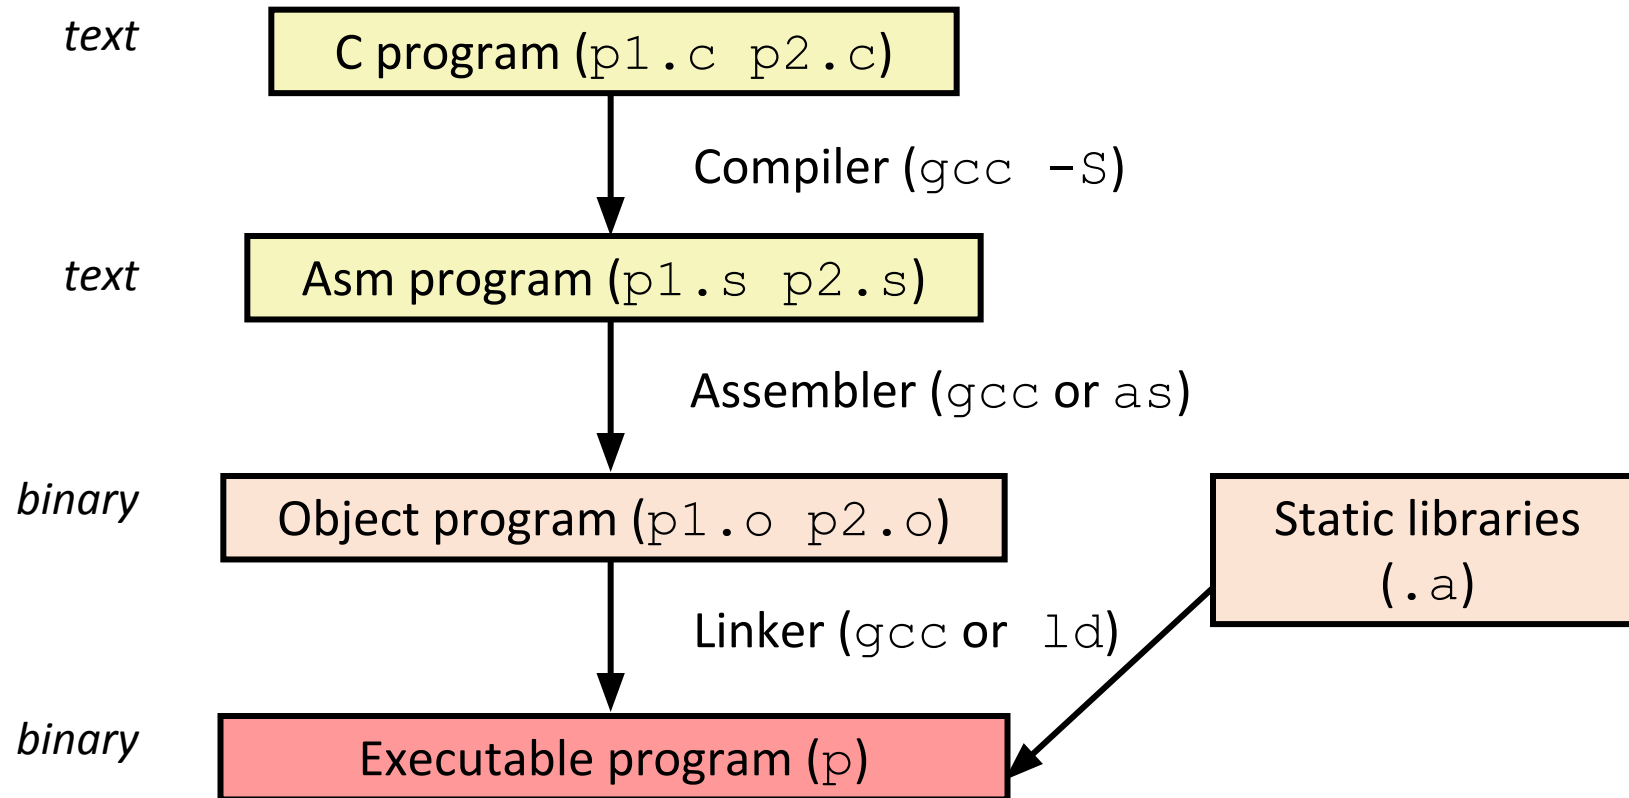 text
C program (p1.c p2.c)
Compiler (gcc -S)
text
Asm program (p1.s p2.s)
Assembler (gcc or as)
binary
Object program (p1.o p2.o)
Static libraries
(.a)
Linker (gcc or ld)
binary
Executable program (p)